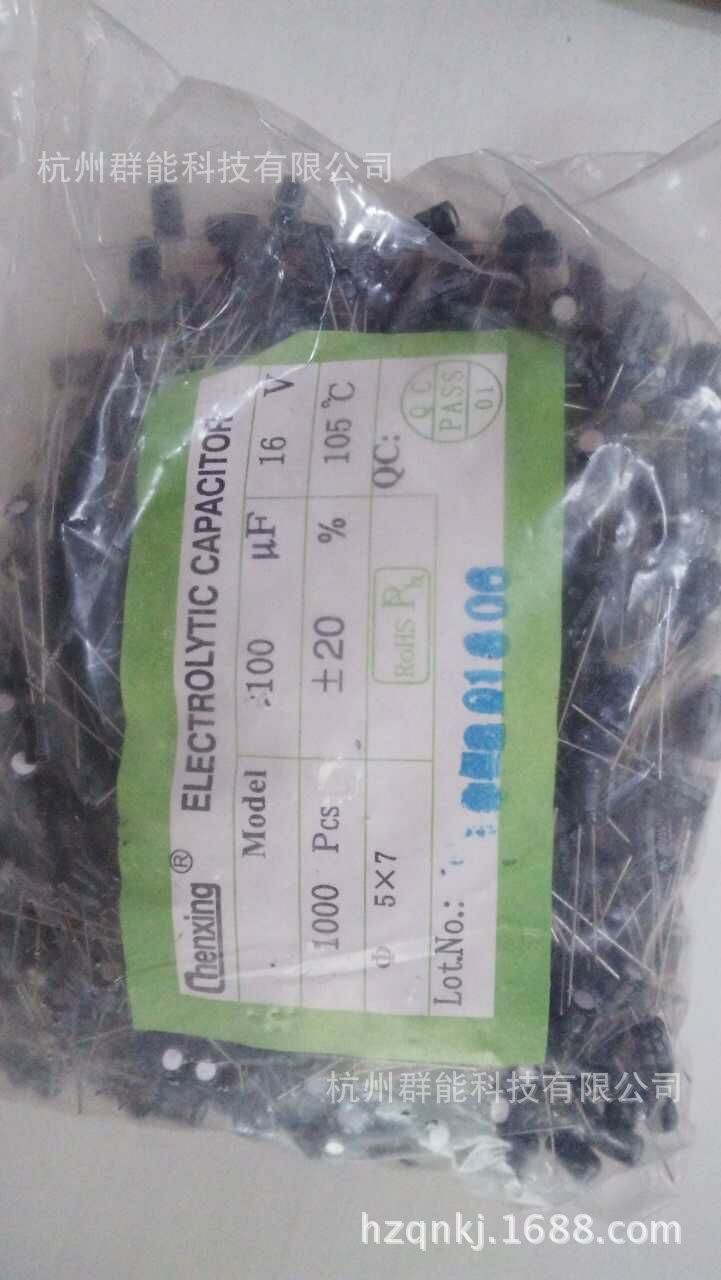 杭州群能科技有限公司
Chenxing® ELECTROLYTIC CAPACITOR
Model 100 μF 16 V
1000 Pcs ±20 % 105℃
Φ 5×7 RoHS QC:
QC
PASS
01
Lot.No.:
杭州群能科技有限公司
hzqnkj.1688.com